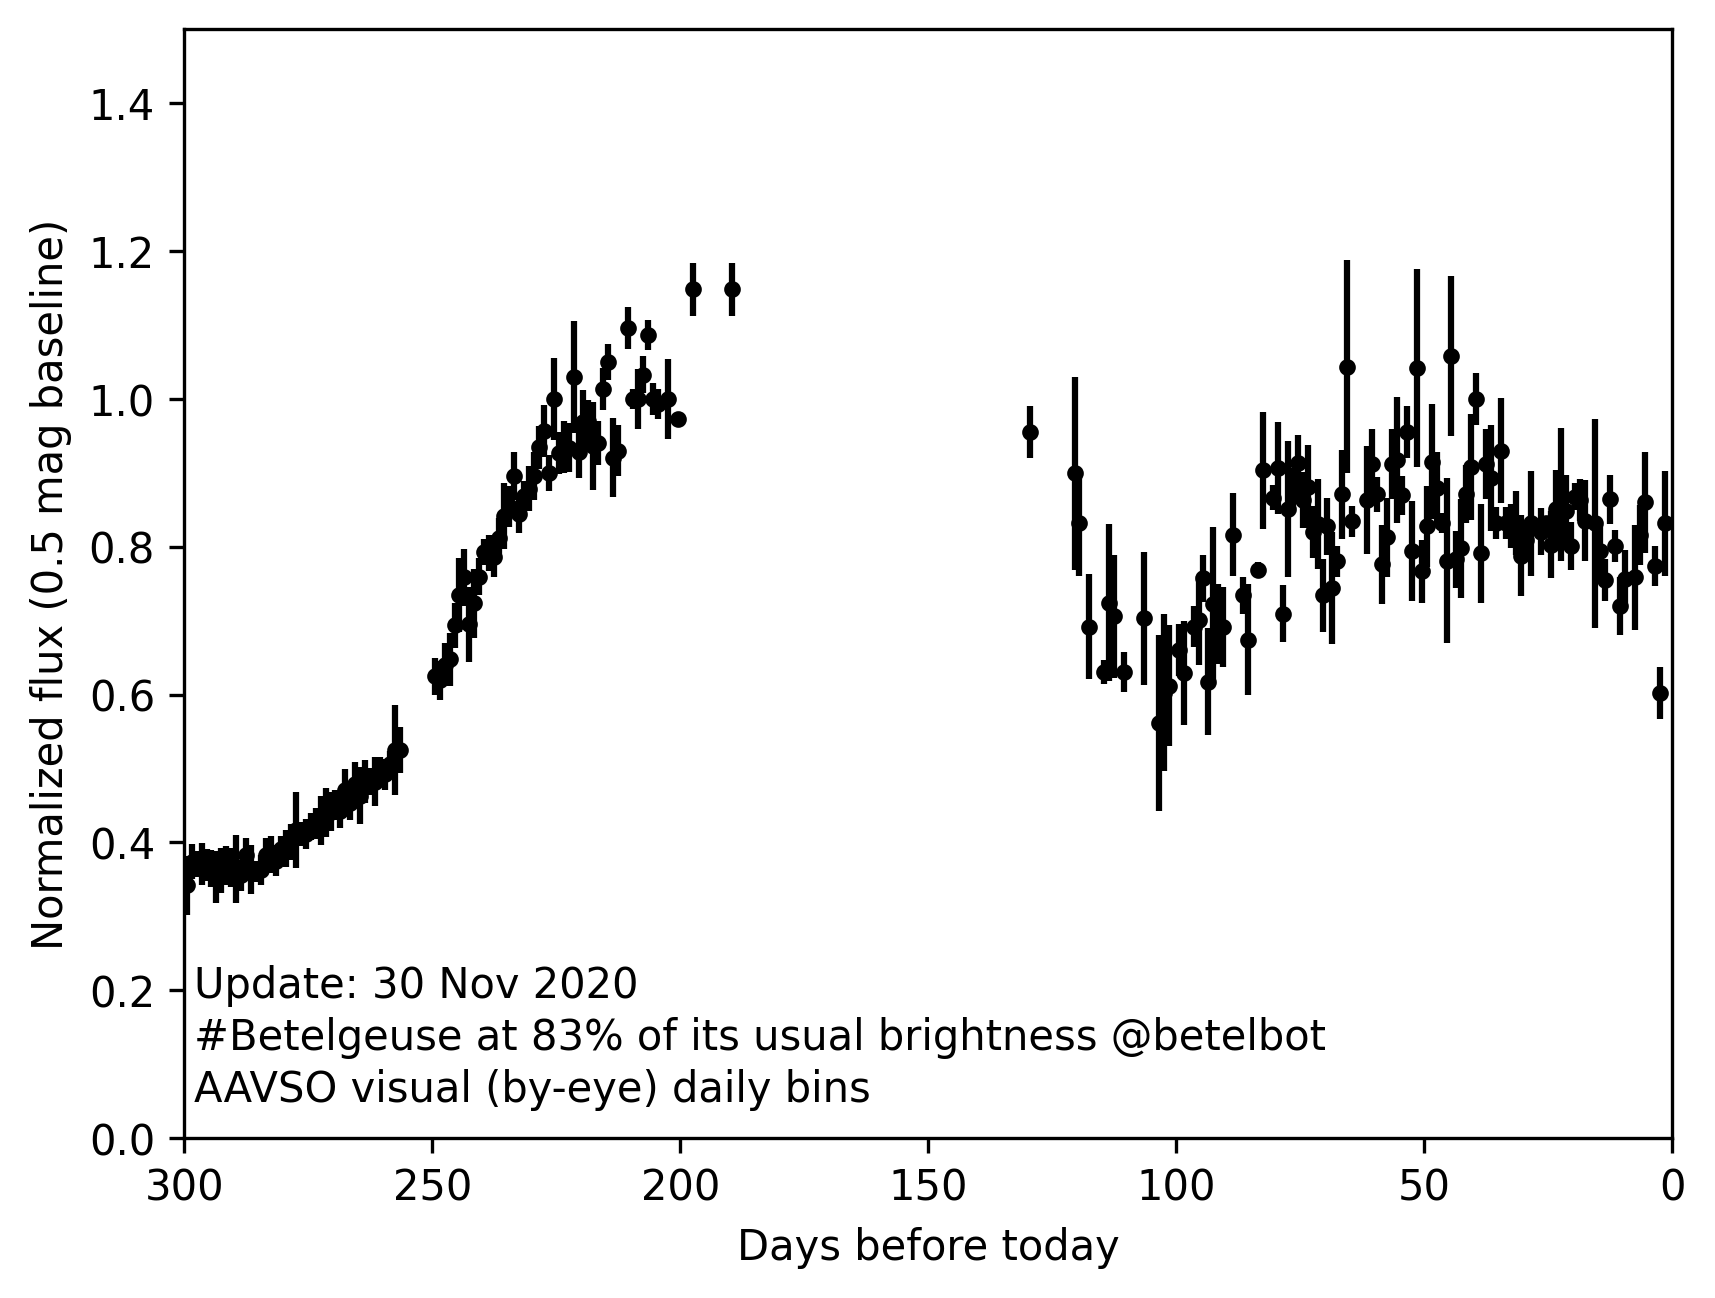 1.4
1.2
1.0
0.8
0.6
0.4
0.2
0.0
Normalized flux (0.5 mag baseline)
Update: 30 Nov 2020
#Betelgeuse at 83% of its usual brightness @betelbot
AAVSO visual (by-eye) daily bins
300 250 200 150 100 50 0
Days before today